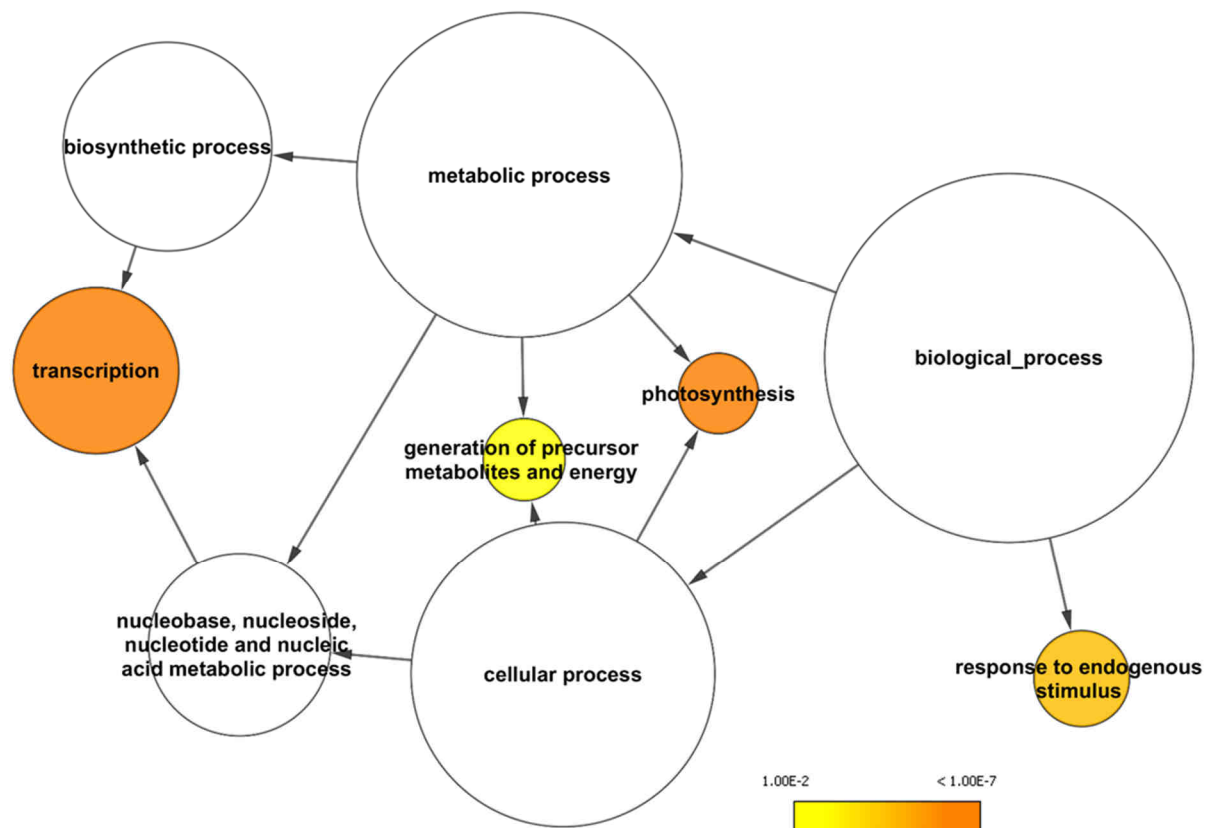 biosynthetic process
metabolic process
biological_process
transcription
photosynthesis
generation of precursor
metabolites and energy
nucleobase, nucleoside,
nucleotide and nucleic
acid metabolic process
cellular process
response to endogenous
stimulus
1.00E-2
< 1.00E-7